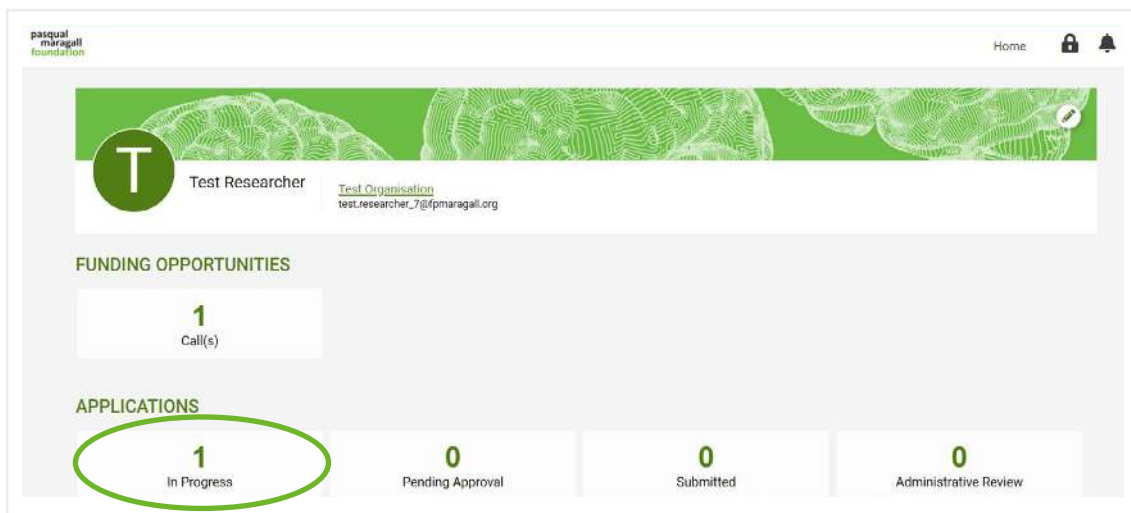 pasqual
maragall
foundation
Home
T
Test Researcher
Test Organisation
test.researcher_7@fpmaragall.org
FUNDING OPPORTUNITIES
1
Call(s)
APPLICATIONS
1
In Progress
0
Pending Approval
0
Submitted
0
Administrative Review